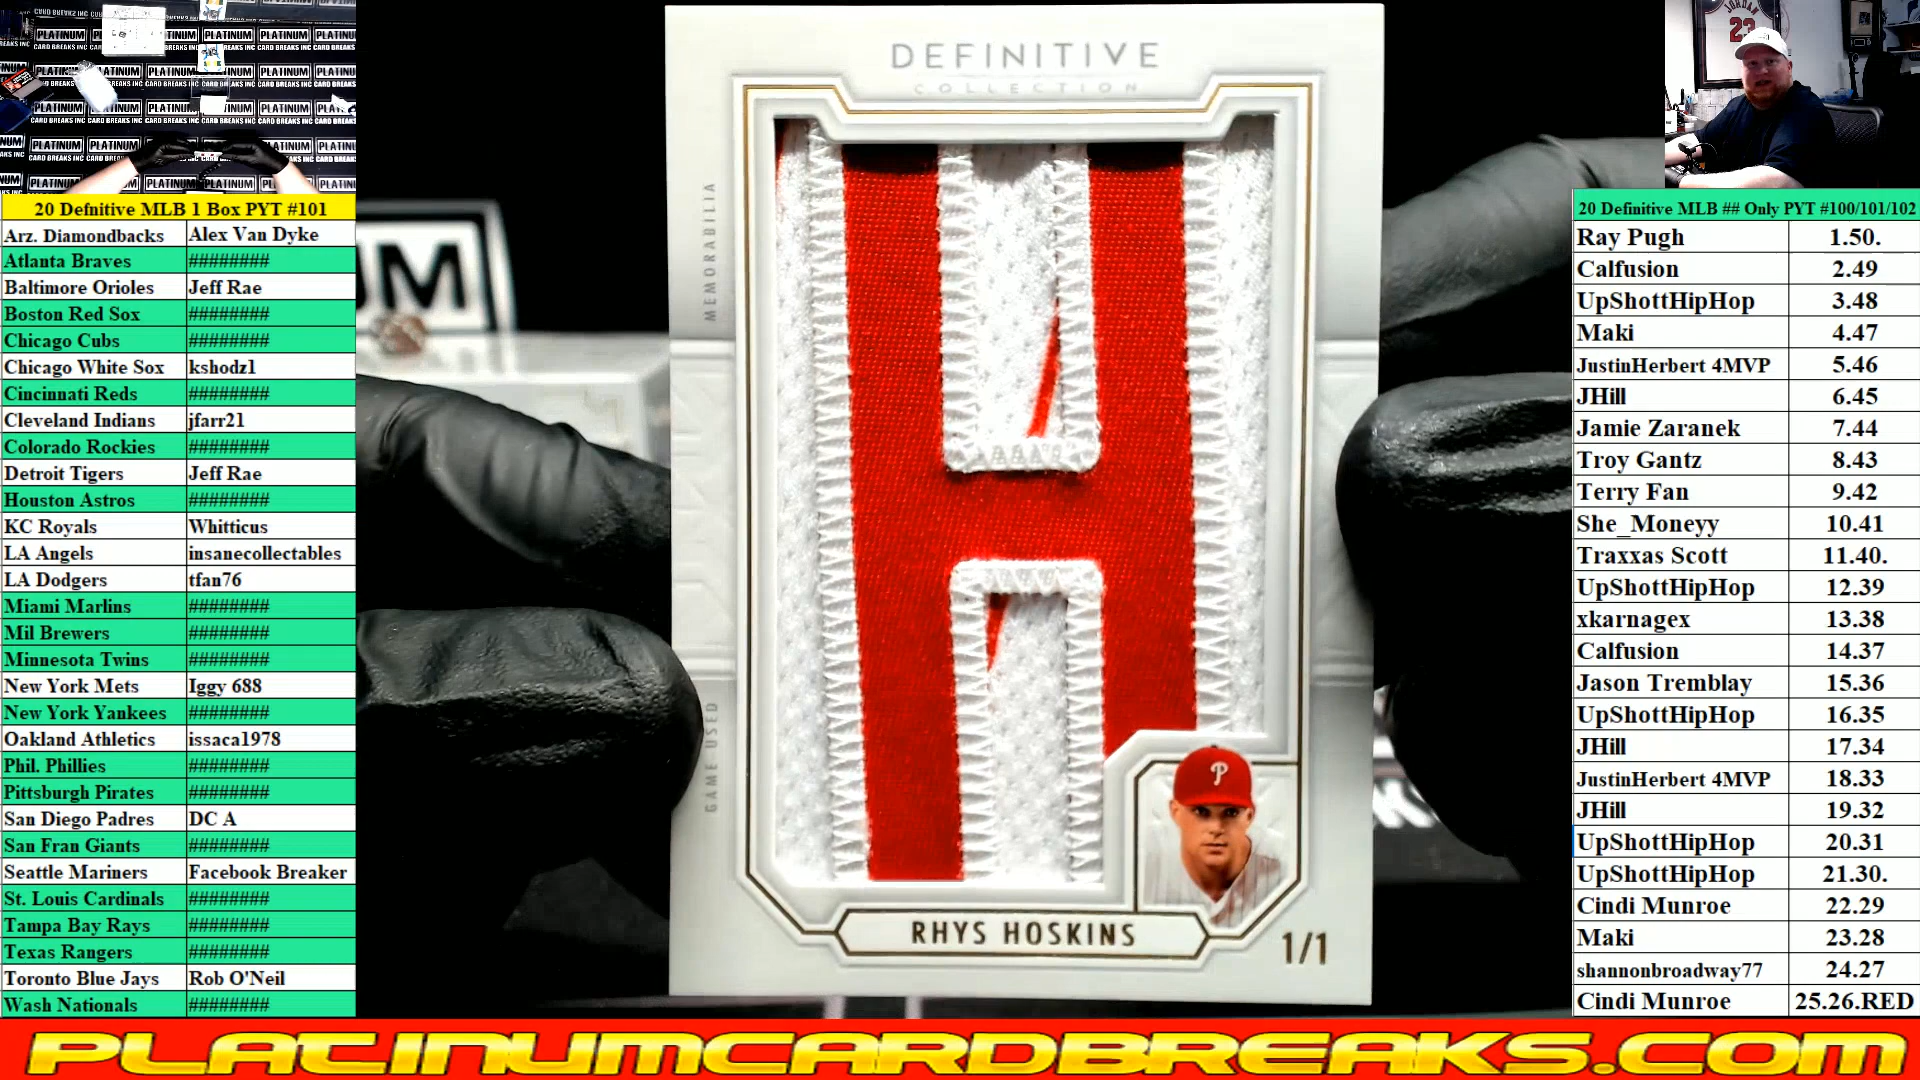 JORDAN
23
PLATINUM
CARD BREAKS INC
DEFINITIVE
COLLECTION
MEMORABILIA
GAME USED
RHYS HOSKINS
1/1
20 Defnitive MLB 1 Box PYT #101
Arz. Diamondbacks Alex Van Dyke
Atlanta Braves ########
Baltimore Orioles Jeff Rae
Boston Red Sox ########
Chicago Cubs ########
Chicago White Sox kshodz1
Cincinnati Reds ########
Cleveland Indians jfarr21
Colorado Rockies ########
Detroit Tigers Jeff Rae
Houston Astros ########
KC Royals Whitticus
LA Angels insanecollectables
LA Dodgers tfan76
Miami Marlins ########
Mil Brewers ########
Minnesota Twins ########
New York Mets Iggy 688
New York Yankees ########
Oakland Athletics issaca1978
Phil. Phillies ########
Pittsburgh Pirates ########
San Diego Padres DC A
San Fran Giants ########
Seattle Mariners Facebook Breaker
St. Louis Cardinals ########
Tampa Bay Rays ########
Texas Rangers ########
Toronto Blue Jays Rob O'Neil
Wash Nationals ########
20 Definitive MLB ## Only PYT #100/101/102
Ray Pugh 1.50.
Calfusion 2.49
UpShottHipHop 3.48
Maki 4.47
JustinHerbert 4MVP 5.46
JHill 6.45
Jamie Zaranek 7.44
Troy Gantz 8.43
Terry Fan 9.42
She_Moneyy 10.41
Traxxas Scott 11.40.
UpShottHipHop 12.39
xkarnagex 13.38
Calfusion 14.37
Jason Tremblay 15.36
UpShottHipHop 16.35
JHill 17.34
JustinHerbert 4MVP 18.33
JHill 19.32
UpShottHipHop 20.31
UpShottHipHop 21.30.
Cindi Munroe 22.29
Maki 23.28
shannonbroadway77 24.27
Cindi Munroe 25.26.RED
PLATINUMCARDBREAKS.COM